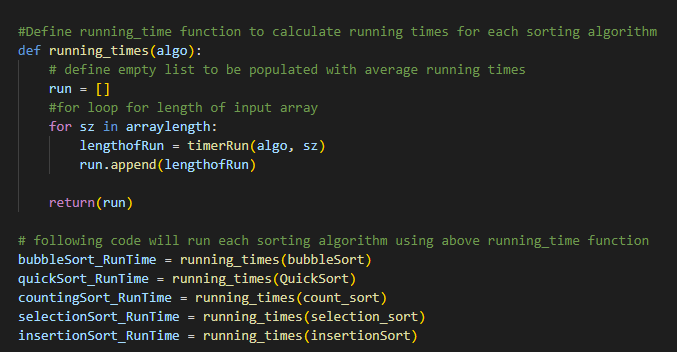 #Define running_time function to calculate running times for each sorting algorithm
def running_times(algo):
    # define empty list to be populated with average running times
    run = []
    #for loop for length of input array
    for sz in arraylength:
        lengthofRun = timerRun(algo, sz)
        run.append(lengthofRun)
    return(run)
# following code will run each sorting algorithm using above running_time function
bubbleSort_RunTime = running_times(bubbleSort)
quickSort_RunTime = running_times(QuickSort)
countingSort_RunTime = running_times(count_sort)
selectionSort_RunTime = running_times(selection_sort)
insertionSort_RunTime = running_times(insertionSort)